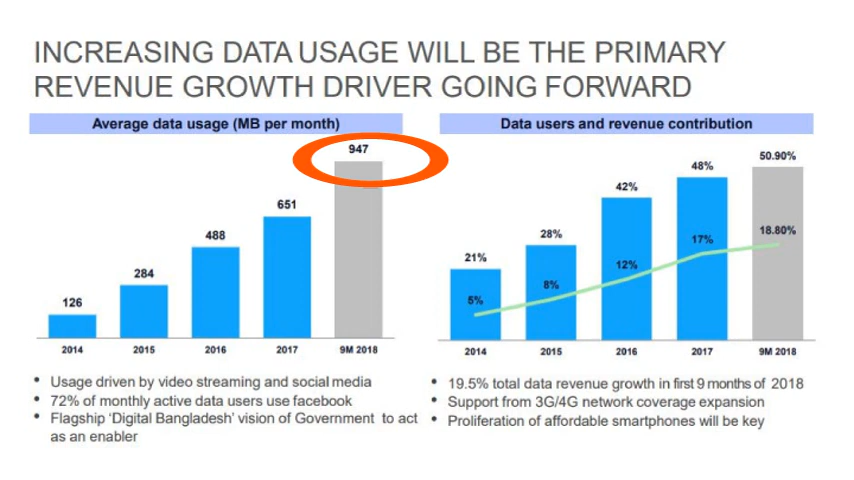 INCREASING DATA USAGE WILL BE THE PRIMARY
REVENUE GROWTH DRIVER GOING FORWARD
Average data usage (MB per month)
947
651
488
284
126
2014 2015 2016 2017 9M 2018
• Usage driven by video streaming and social media
• 72% of monthly active data users use facebook
• Flagship ‘Digital Bangladesh’ vision of Government to act
as an enabler
Data users and revenue contribution
50.90%
48%
42%
28%
21%
18.80%
17%
12%
8%
5%
2014 2015 2016 2017 9M 2018
• 19.5% total data revenue growth in first 9 months of 2018
• Support from 3G/4G network coverage expansion
• Proliferation of affordable smartphones will be key